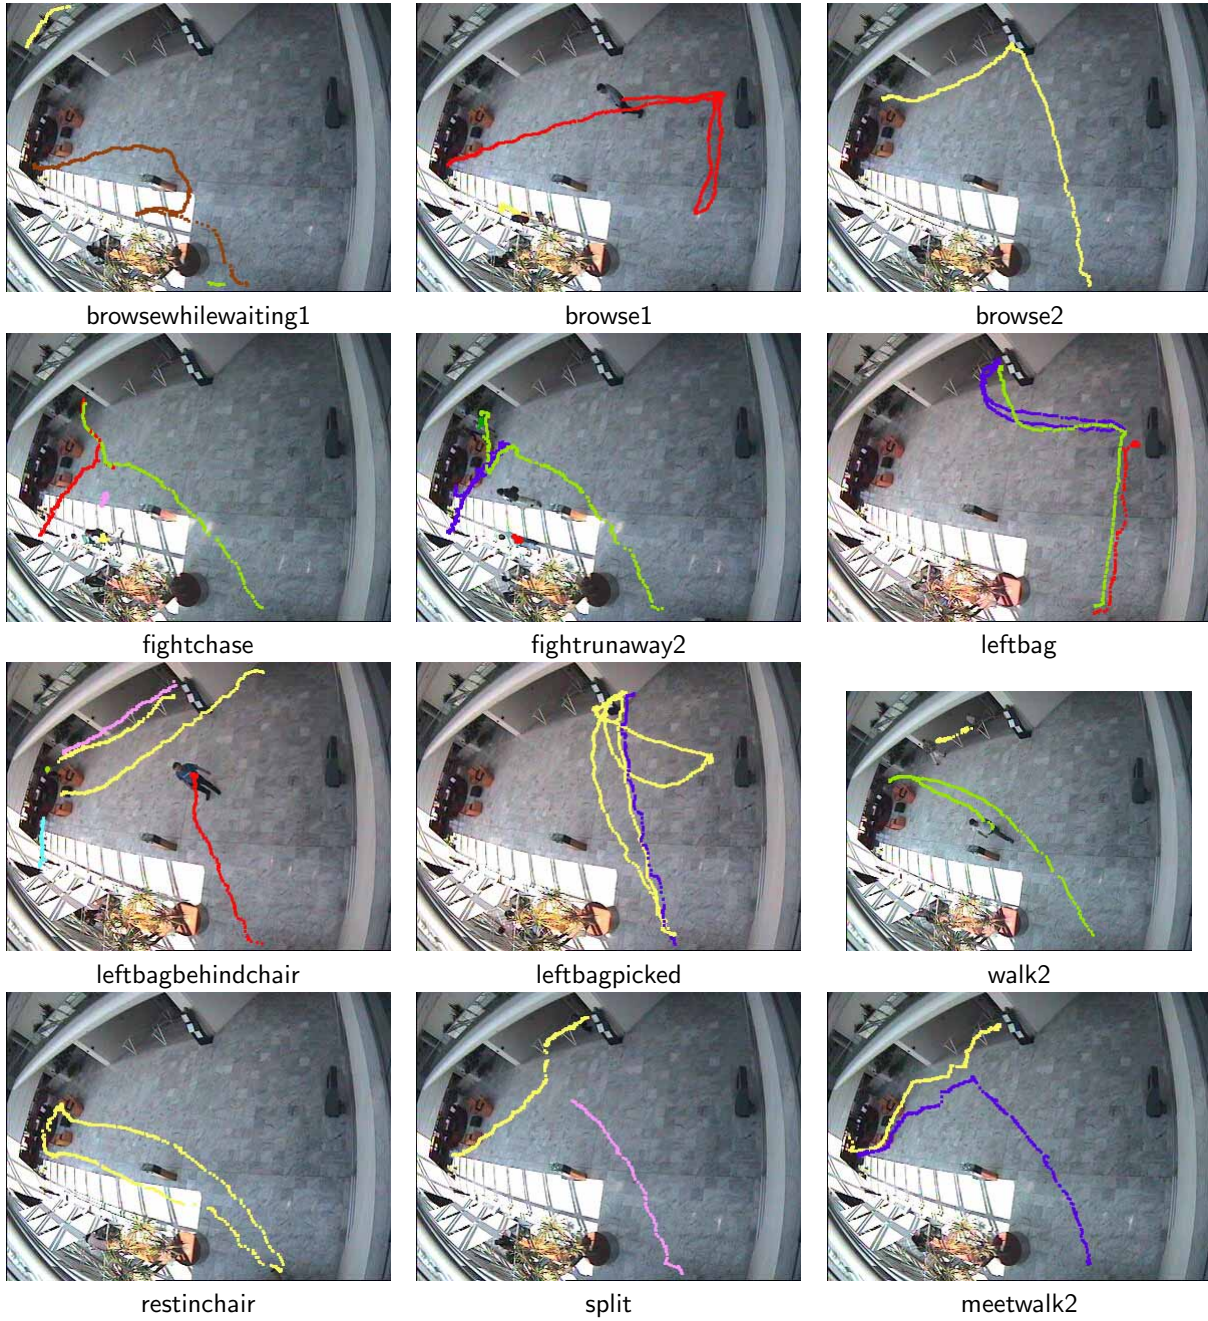 browsewhilewaiting1
browse1
browse2
fightchase
fightrunaway2
leftbag
leftbagbehindchair
leftbagpicked
walk2
restinchair
split
meetwalk2